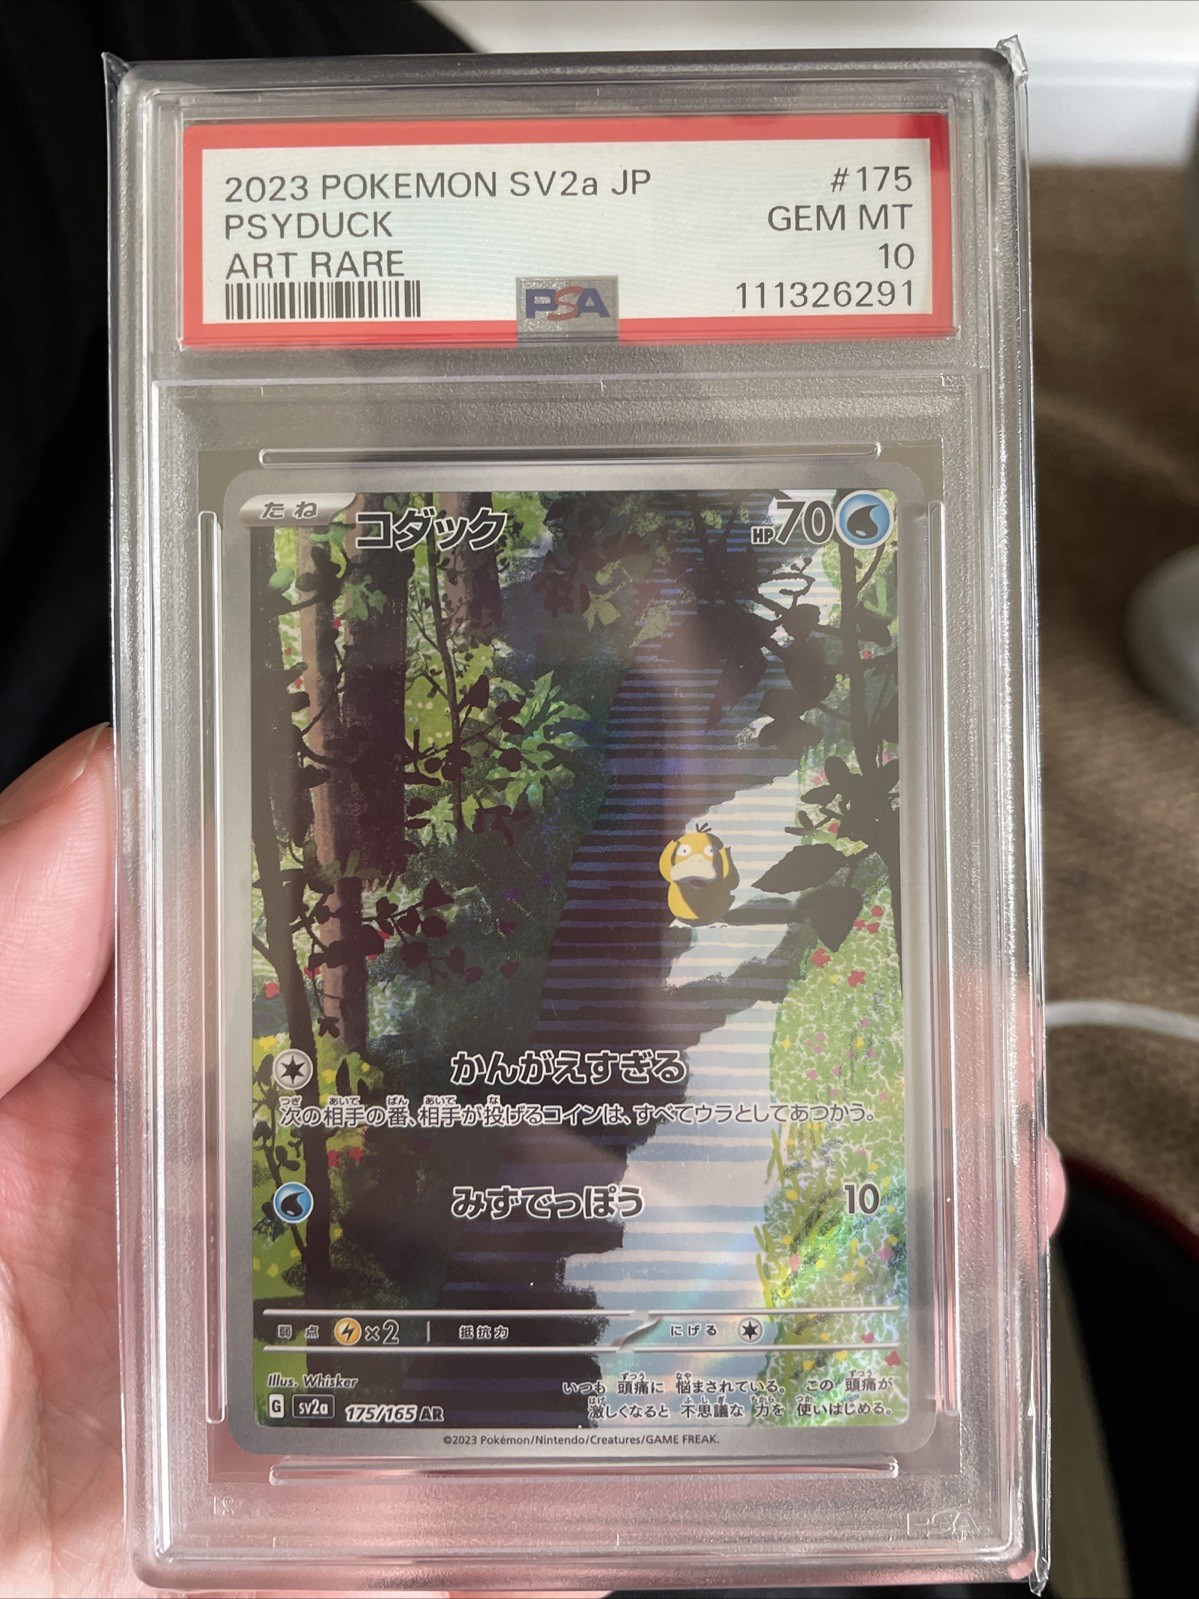 2023 POKEMON SV2a JP #175
PSYDUCK GEM MT
ART RARE 10
PSA 111326291
たね コダック HP70
かんがえすぎる
次の相手の番、相手が投げるコインは、すべてウラとしてあつかう。
みずでっぽう 10
弱点 ×2 抵抗力 にげる
Illus. Whisker
いつも 頭痛に 悩まされている。 この 頭痛が
激しくなると 不思議な 力を 使いはじめる。
G sv2a 175/165 AR
©2023 Pokémon/Nintendo/Creatures/GAME FREAK.
PSA